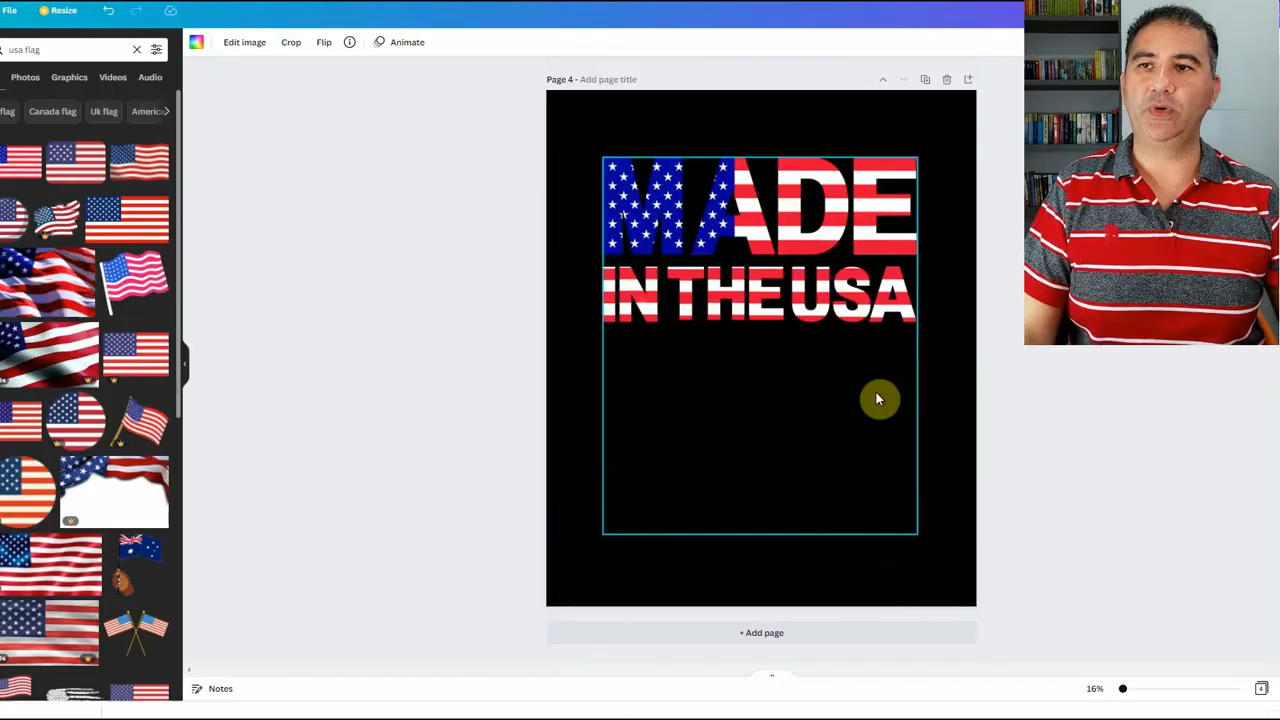 File
Resize
Edit image
Crop
Flip
Animate
usa flag
Photos
Graphics
Videos
Audio
flag
Canada flag
Uk flag
Page 4 - Add page title
MADE
IN THE USA
+ Add page
Notes
16%
4